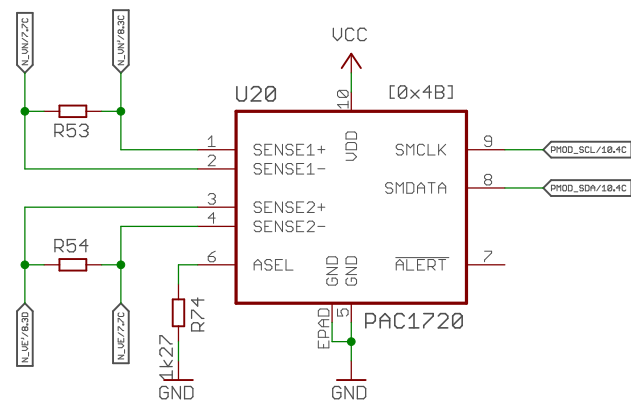 N_VN/7.7C
N_VN'/8.3C
VCC
U20
[0x4B]
10
R53
VDD
1
SENSE1+
SMCLK
9
PMOD_SCL/10.4C
2
SENSE1-
3
SENSE2+
SMDATA
8
PMOD_SDA/10.4C
4
SENSE2-
R54
6
ASEL
GND
GND
ALERT
7
N_VE'/8.3D
N_VE/7.7C
R74
1k27
EPAD
5
PAC1720
GND
GND